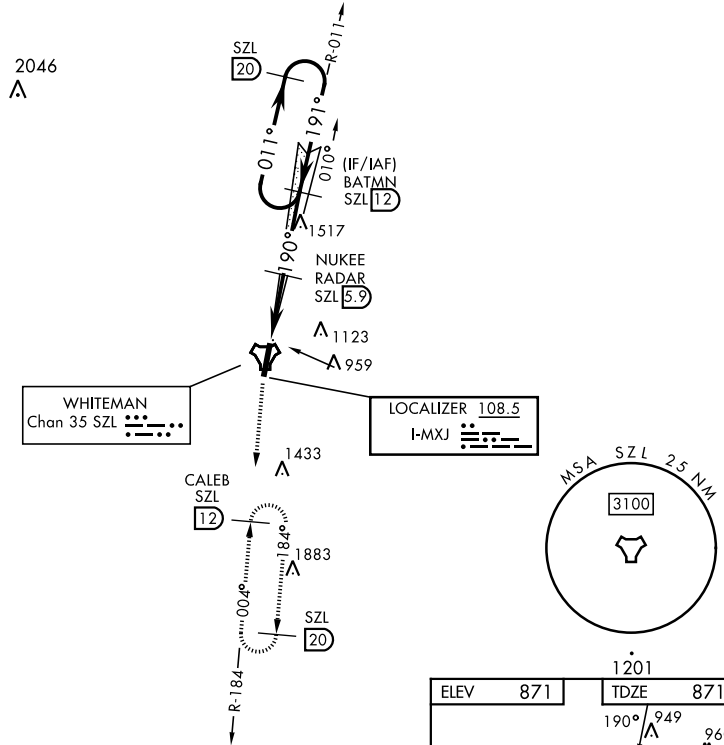 2046
SZL
20
R-011
011°
191°
010°
(IF/IAF)
BATMN
SZL 12
1517
190°
NUKEE
RADAR
SZL 5.9
1123
959
WHITEMAN
Chan 35 SZL
LOCALIZER 108.5
I-MXJ
1433
CALEB
SZL
12
184°
1883
004°
SZL
20
R-184
MSA SZL 25 NM
3100
1201
ELEV 871
TDZE 871
190°
949
96